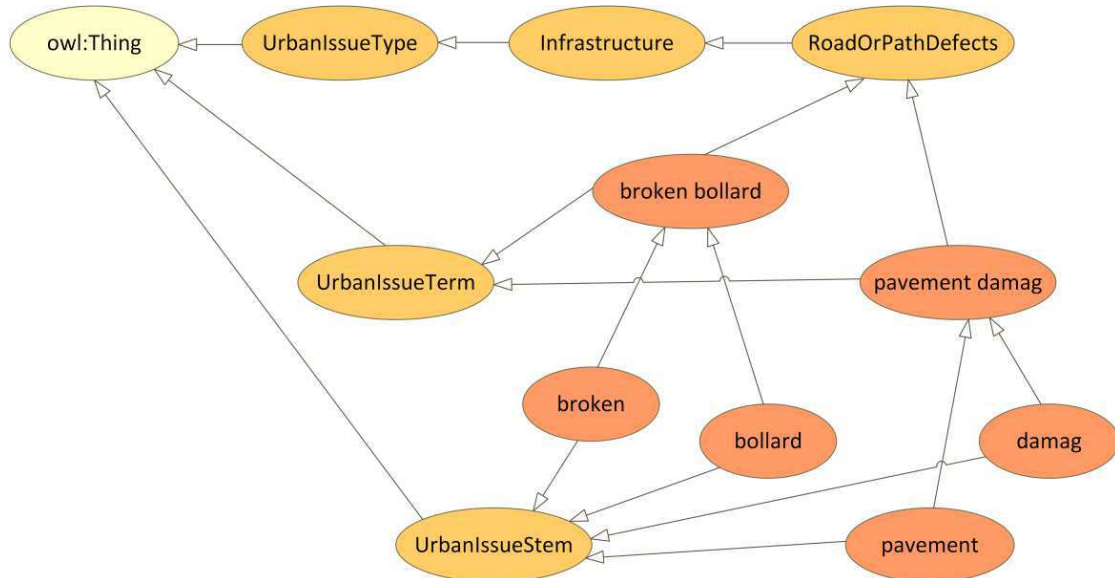 owl:Thing
UrbanIssueType
Infrastructure
RoadOrPathDefects
broken bollard
UrbanIssueTerm
pavement damag
broken
bollard
damag
UrbanIssueStem
pavement